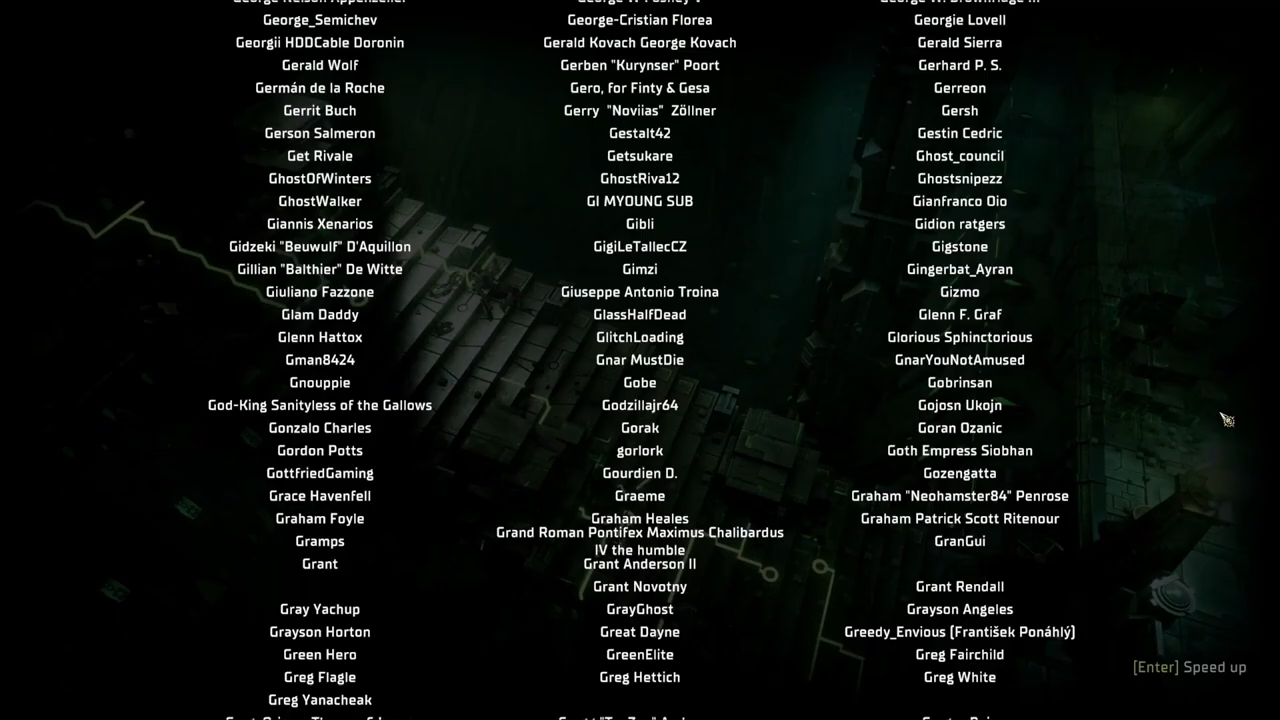 George_Semichev George-Cristian Florea Georgie Lovell
Georgii HDDCable Doronin Gerald Kovach George Kovach Gerald Sierra
Gerald Wolf Gerben "Kurynser" Poort Gerhard P. S.
Germán de la Roche Gero, for Finty & Gesa Gerreon
Gerrit Buch Gerry "Noviias" Zöllner Gersh
Gerson Salmeron Gestalt42 Gestin Cedric
Get Rivale Getsukare Ghost_council
GhostOfWinters GhostRiva12 Ghostsnipezz
GhostWalker GI MYOUNG SUB Gianfranco Oio
Giannis Xenarios Gibli Gidion ratgers
Gidzeki "Beuwulf" D'Aquillon GigiLeTallecCZ Gigstone
Gillian "Balthier" De Witte Gimzi Gingerbat_Ayran
Giuliano Fazzone Giuseppe Antonio Troina Gizmo
Glam Daddy GlassHalfDead Glenn F. Graf
Glenn Hattox GlitchLoading Glorious Sphinctorious
Gman8424 Gnar MustDie GnarYouNotAmused
Gnouppie Gobe Gobrinsan
God-King Sanityless of the Gallows Godzillajr64 Gojosn Ukojn
Gonzalo Charles Gorak Goran Ozanic
Gordon Potts gorlork Goth Empress Siobhan
GottfriedGaming Gourdien D. Gozengatta
Grace Havenfell Graeme Graham "Neohamster84" Penrose
Graham Foyle Graham Heales Graham Patrick Scott Ritenour
Gramps Grand Roman Pontifex Maximus Chalibardus GranGui
IV the humble
Grant Grant Anderson II
Grant Novotny Grant Rendall
Gray Yachup GrayGhost Grayson Angeles
Grayson Horton Great Dayne Greedy_Envious [František Ponáhlý]
Green Hero GreenElite Greg Fairchild
[Enter] Speed up
Greg Flagle Greg Hettich Greg White
Greg Yanacheak